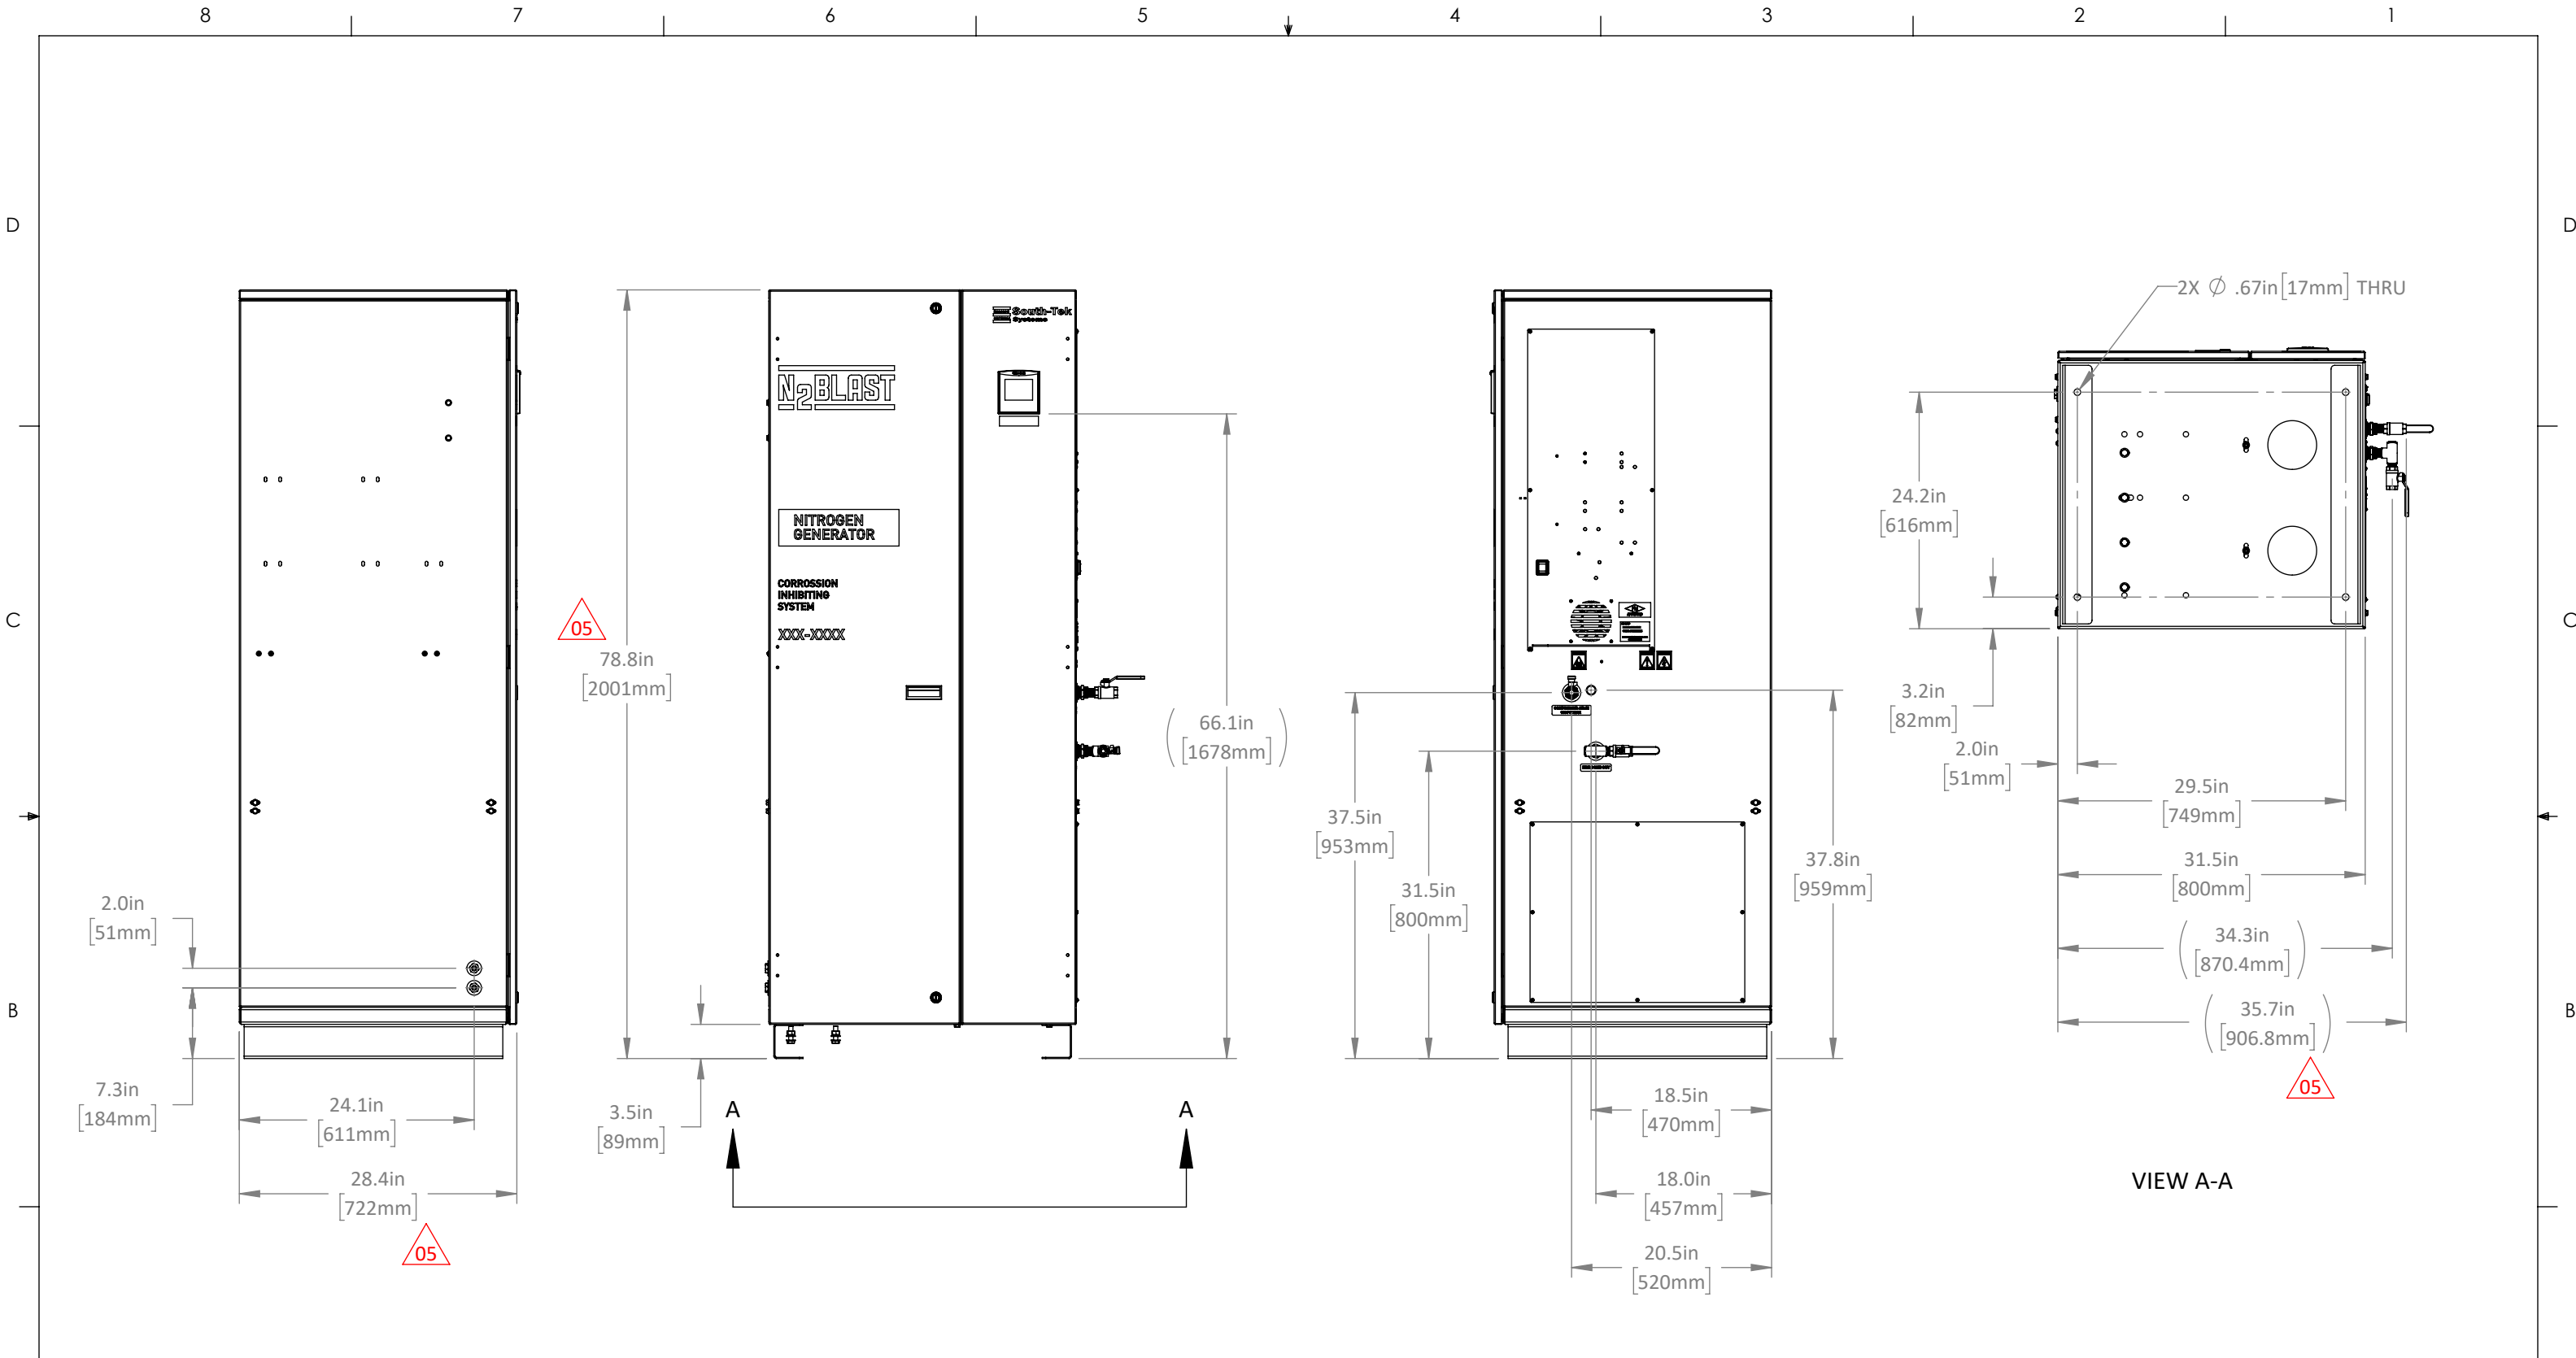 8 7 6 5 4 3 2 1
D D
C C
B B
2.0in
[51mm]
7.3in
[184mm]
24.1in
[611mm]
28.4in
[722mm]
05
05
78.8in
[2001mm]
South-Tek
Systems
N2BLAST
NITROGEN
GENERATOR
CORROSSION
INHIBITING
SYSTEM
XXX-XXXX
66.1in
[1678mm]
3.5in
[89mm]
A A
37.5in
[953mm]
31.5in
[800mm]
37.8in
[959mm]
18.5in
[470mm]
18.0in
[457mm]
20.5in
[520mm]
2X Ø .67in[17mm] THRU
24.2in
[616mm]
3.2in
[82mm]
2.0in
[51mm]
29.5in
[749mm]
31.5in
[800mm]
(34.3in
[870.4mm])
(35.7in
[906.8mm])
05
VIEW A-A